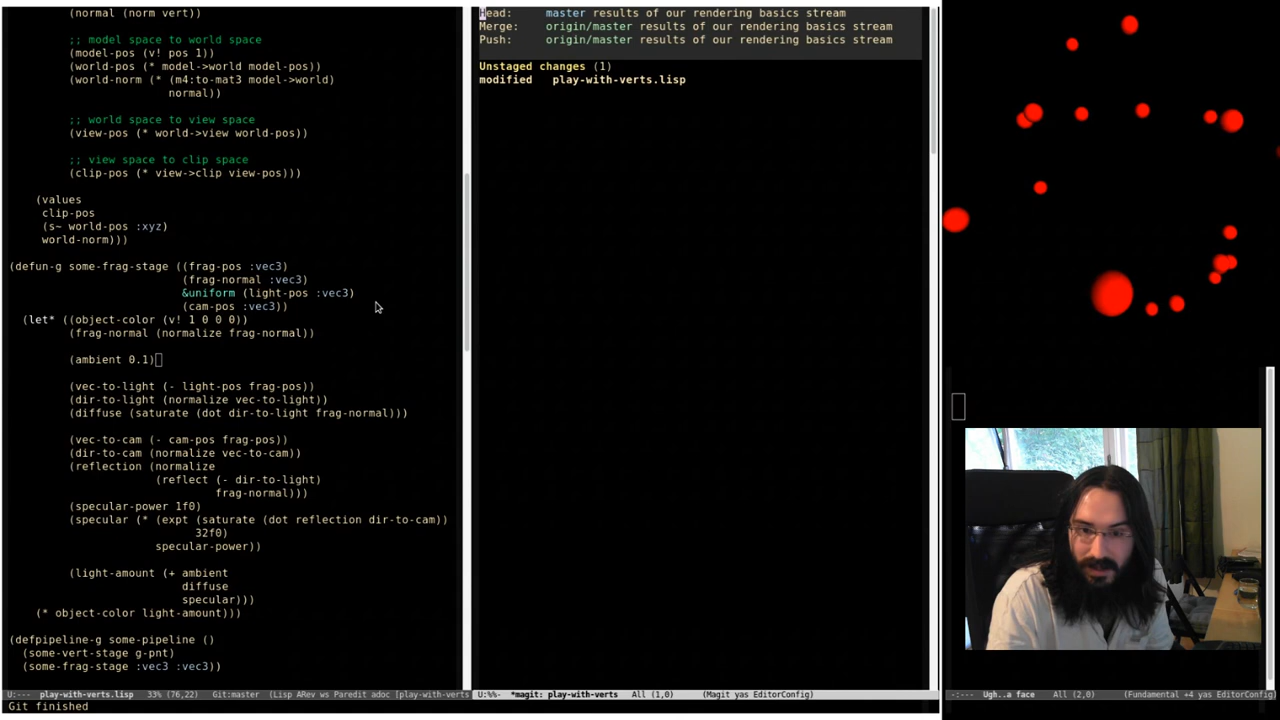 (normal (norm vert))
;; model space to world space
(model-pos (v! pos 1))
(world-pos (* model->world model-pos))
(world-norm (* (m4:to-mat3 model->world)
normal))
;; world space to view space
(view-pos (* world->view world-pos))
;; view space to clip space
(clip-pos (* view->clip view-pos)))
(values
clip-pos
(s~ world-pos :xyz)
world-norm)))
(defun-g some-frag-stage ((frag-pos :vec3)
(frag-normal :vec3)
&uniform (light-pos :vec3)
(cam-pos :vec3))
(let* ((object-color (v! 1 0 0 0))
(frag-normal (normalize frag-normal))
(ambient 0.1)
(vec-to-light (- light-pos frag-pos))
(dir-to-light (normalize vec-to-light))
(diffuse (saturate (dot dir-to-light frag-normal)))
(vec-to-cam (- cam-pos frag-pos))
(dir-to-cam (normalize vec-to-cam))
(reflection (normalize
(reflect (- dir-to-light)
frag-normal)))
(specular-power 1f0)
(specular (* (expt (saturate (dot reflection dir-to-cam))
32f0)
specular-power))
(light-amount (+ ambient
diffuse
specular)))
(* object-color light-amount)))
(defpipeline-g some-pipeline ()
(some-vert-stage g-pnt)
(some-frag-stage :vec3 :vec3))
U:--- play-with-verts.lisp 33% (76,22) Git:master (Lisp ARev ws Paredit adoc [play-with-verts
Git finished
Head: master results of our rendering basics stream
Merge: origin/master results of our rendering basics stream
Push: origin/master results of our rendering basics stream
Unstaged changes (1)
modified play-with-verts.lisp
U:%%- *magit: play-with-verts All (1,0) (Magit yas EditorConfig)
-:--- Ugh..a face All (2,0) (Fundamental +4 yas EditorConfig)